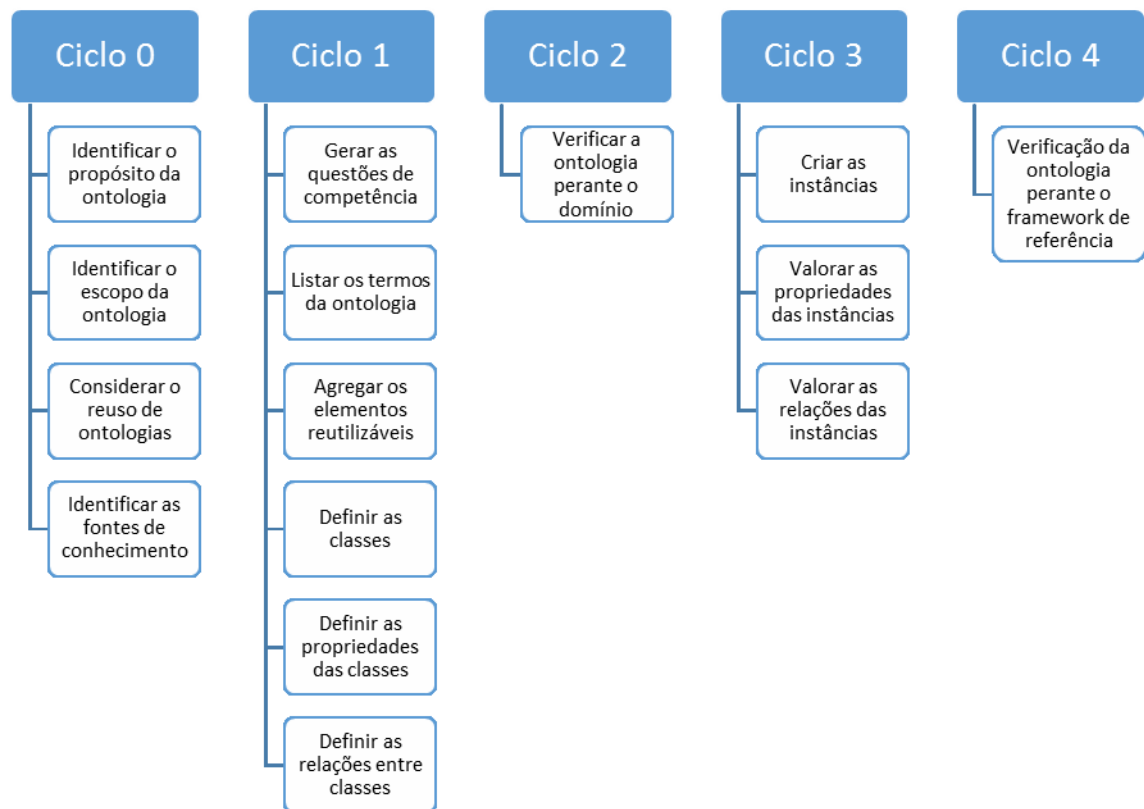 Ciclo 0
Identificar o
propósito da
ontologia
Identificar o
escopo da
ontologia
Considerar o
reuso de
ontologias
Identificar as
fontes de
conhecimento
Ciclo 1
Gerar as
questões de
competência
Listar os termos
da ontologia
Agregar os
elementos
reutilizáveis
Definir as
classes
Definir as
propriedades
das classes
Definir as
relações entre
classes
Ciclo 2
Verificar a
ontologia
perante o
domínio
Ciclo 3
Criar as
instâncias
Valorar as
propriedades
das instâncias
Valorar as
relações das
instâncias
Ciclo 4
Verificação da
ontologia
perante o
framework de
referência